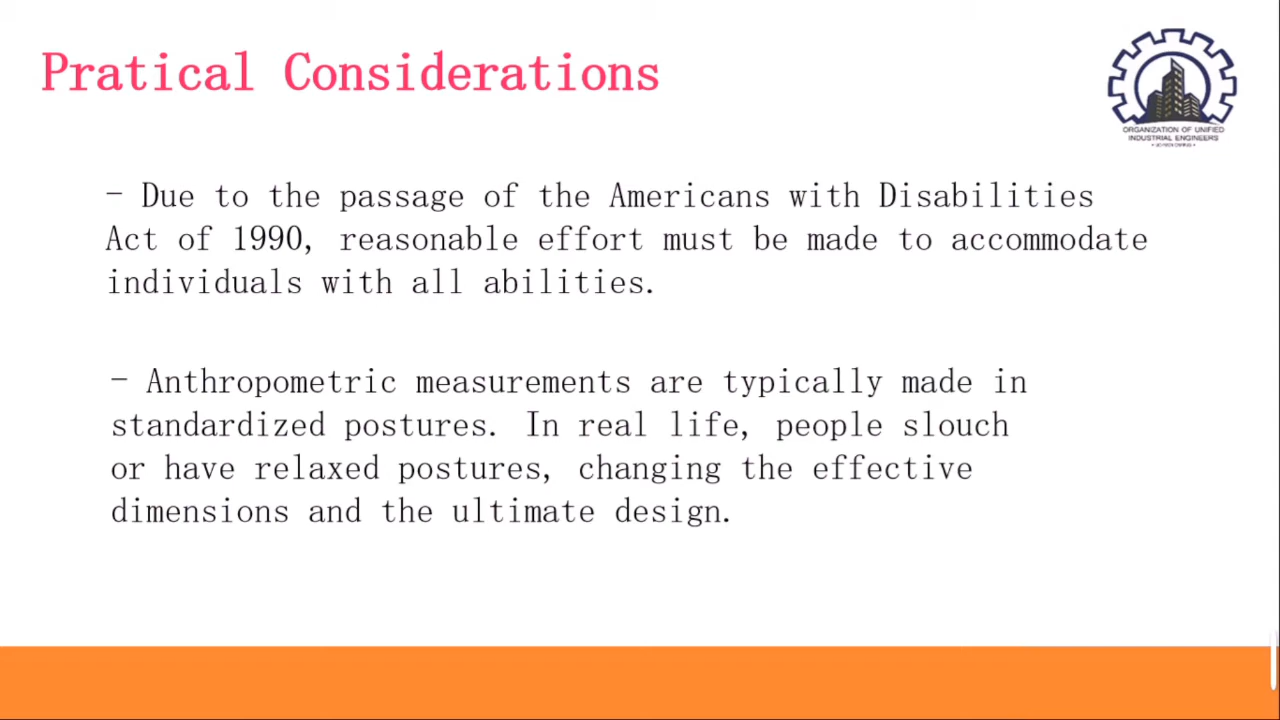 Pratical Considerations
ORGANIZATION OF UNIFIED
INDUSTRIAL ENGINEERS
- Due to the passage of the Americans with Disabilities
Act of 1990, reasonable effort must be made to accommodate
individuals with all abilities.
- Anthropometric measurements are typically made in
standardized postures. In real life, people slouch
or have relaxed postures, changing the effective
dimensions and the ultimate design.